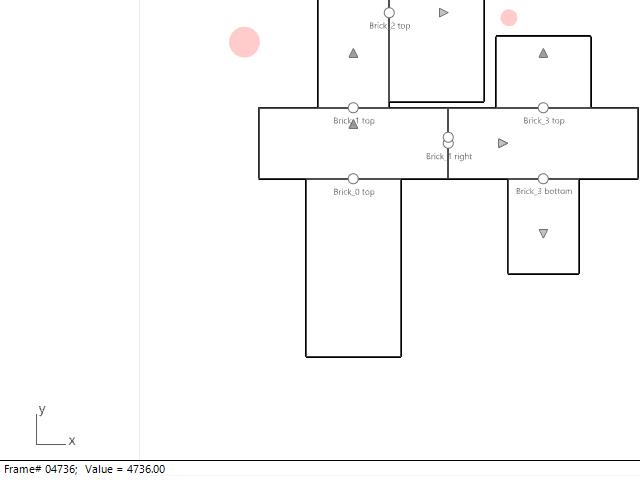 Brick_2 top
Brick_1 top
Brick_3 top
Brick_1 right
Brick_0 top
Brick_3 bottom
y
x
Frame# 04736;  Value = 4736.00